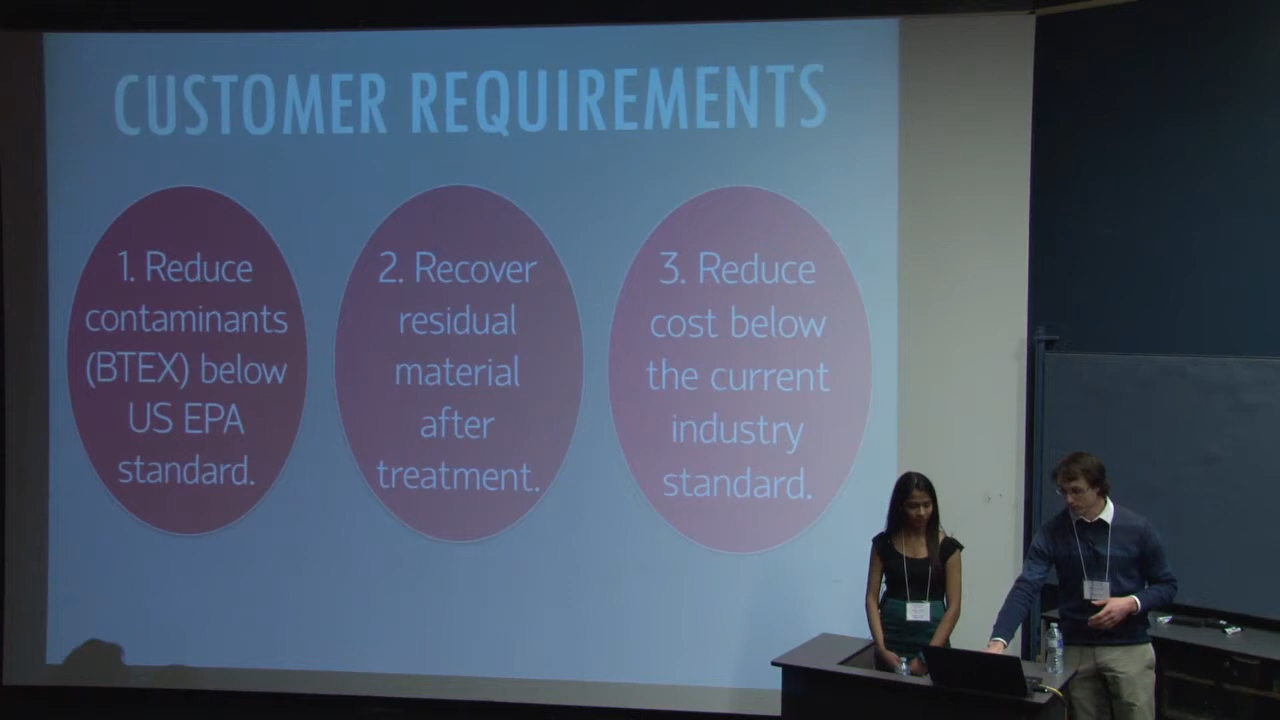 CUSTOMER REQUIREMENTS
1. Reduce
contaminants
(BTEX) below
US EPA
standard.
2. Recover
residual
material
after
treatment.
3. Reduce
cost below
the current
industry
standard.